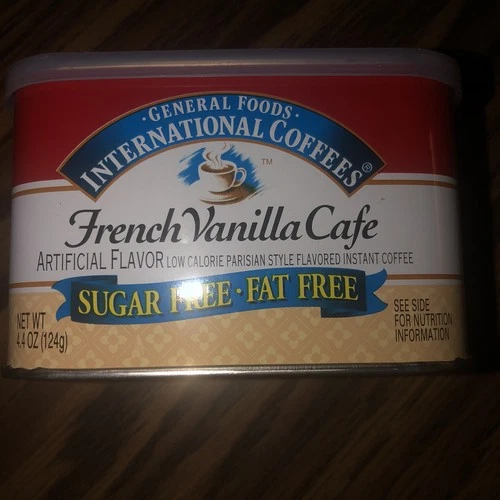 ·GENERAL FOODS·
INTERNATIONAL COFFEES®
TM
French Vanilla Cafe
ARTIFICIAL FLAVOR LOW CALORIE PARISIAN STYLE FLAVORED INSTANT COFFEE
SUGAR FREE·FAT FREE
NET WT
4.4 OZ (124g)
SEE SIDE
FOR NUTRITION
INFORMATION